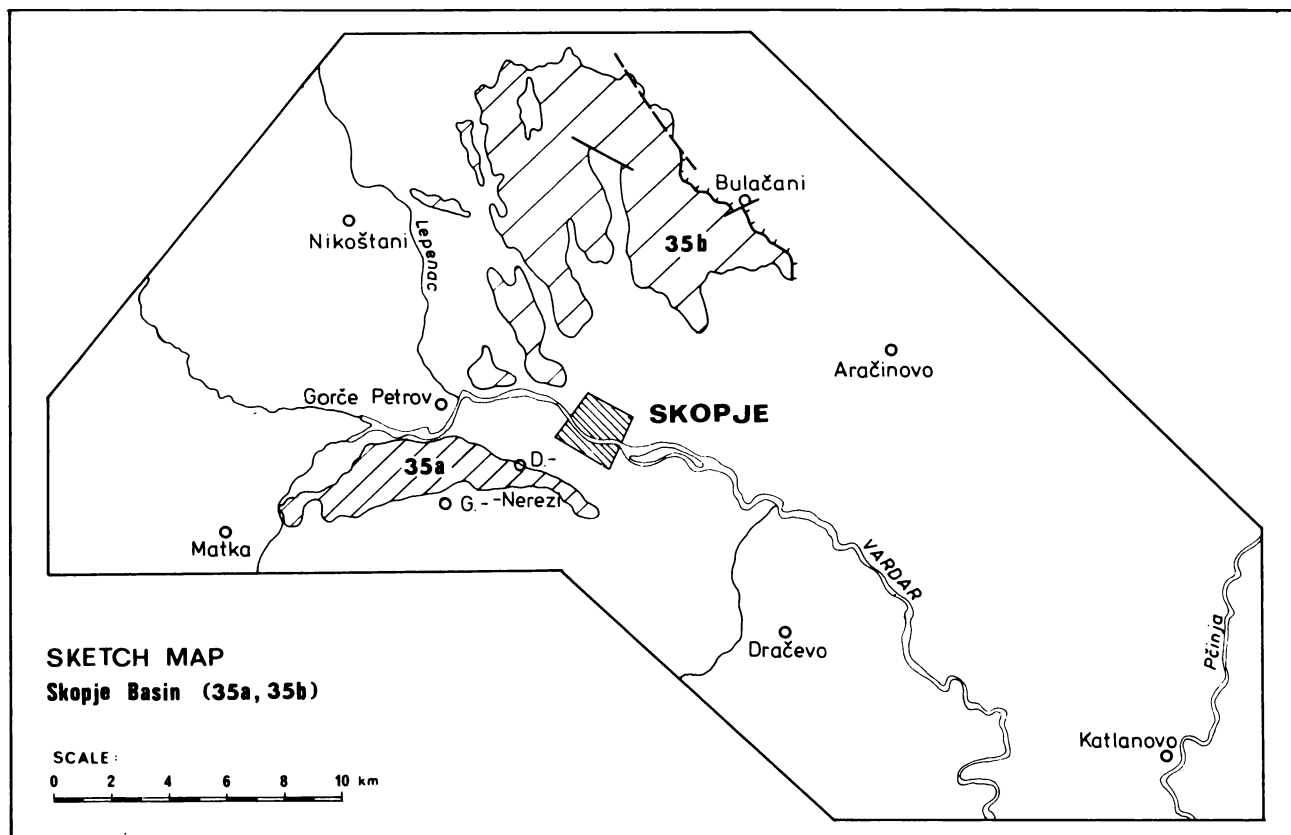 Bulačani
Nikoštani
Lepenac
35b
Aračinovo
Gorče Petrov
SKOPJE
35a
D.-
G.- -Nerezi
Matka
VARDAR
Dračevo
Pčinja
Katlanovo
SKETCH MAP
Skopje Basin (35a, 35b)
SCALE:
0 2 4 6 8 10 km